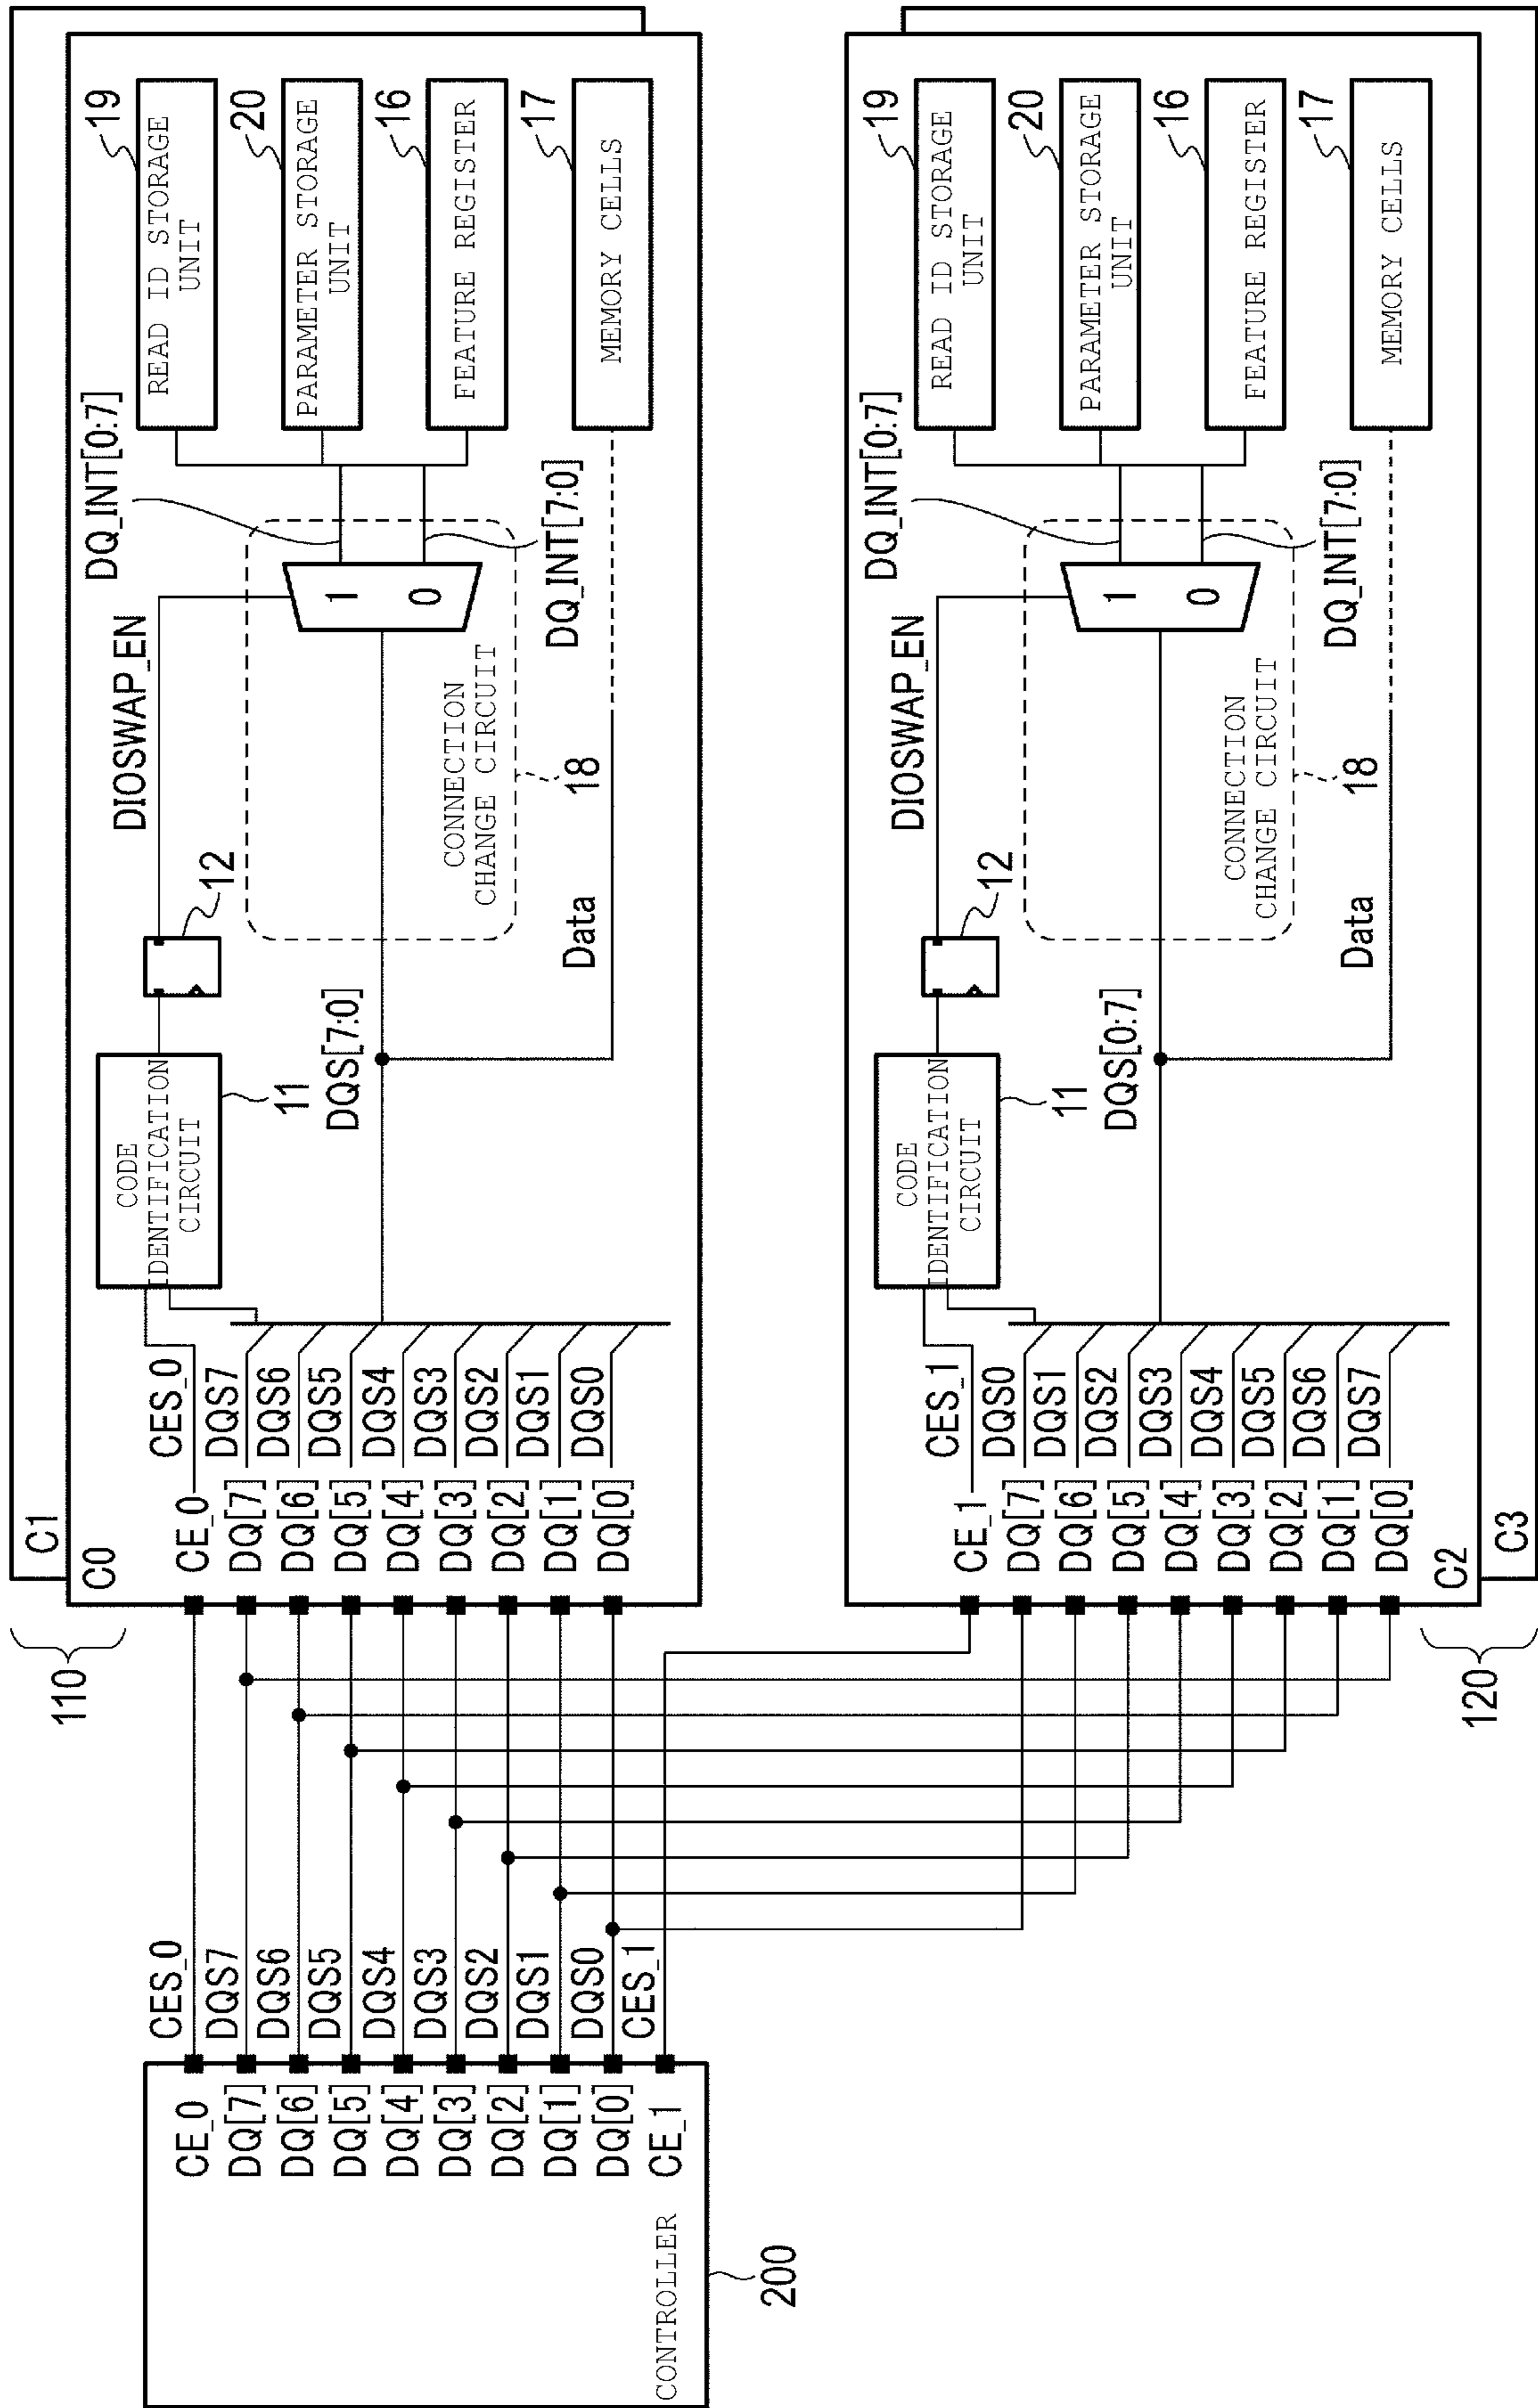 110
C1
C0
CE_0
CES_0
DQ[7]
DQS7
DQ[6]
DQS6
DQ[5]
DQS5
DQ[4]
DQS4
DQ[3]
DQS3
DQ[2]
DQS2
DQ[1]
DQS1
DQ[0]
DQS0
CODE
IDENTIFICATION
CIRCUIT
11
12
DIOSWAP_EN
DQS[7:0]
Data
CONNECTION
CHANGE CIRCUIT
18
1
0
DQ_INT[0:7]
DQ_INT[7:0]
19
READ ID STORAGE
UNIT
20
PARAMETER STORAGE
UNIT
16
FEATURE REGISTER
17
MEMORY CELLS
CONTROLLER
200
CE_0
CES_0
DQ[7]
DQS7
DQ[6]
DQS6
DQ[5]
DQS5
DQ[4]
DQS4
DQ[3]
DQS3
DQ[2]
DQS2
DQ[1]
DQS1
DQ[0]
DQS0
CE_1
CES_1
120
C2
C3
CE_1
CES_1
DQ[7]
DQS0
DQ[6]
DQS1
DQ[5]
DQS2
DQ[4]
DQS3
DQ[3]
DQS4
DQ[2]
DQS5
DQ[1]
DQS6
DQ[0]
DQS7
CODE
IDENTIFICATION
CIRCUIT
11
12
DIOSWAP_EN
DQS[0:7]
Data
CONNECTION
CHANGE CIRCUIT
18
1
0
DQ_INT[0:7]
DQ_INT[7:0]
19
READ ID STORAGE
UNIT
20
PARAMETER STORAGE
UNIT
16
FEATURE REGISTER
17
MEMORY CELLS